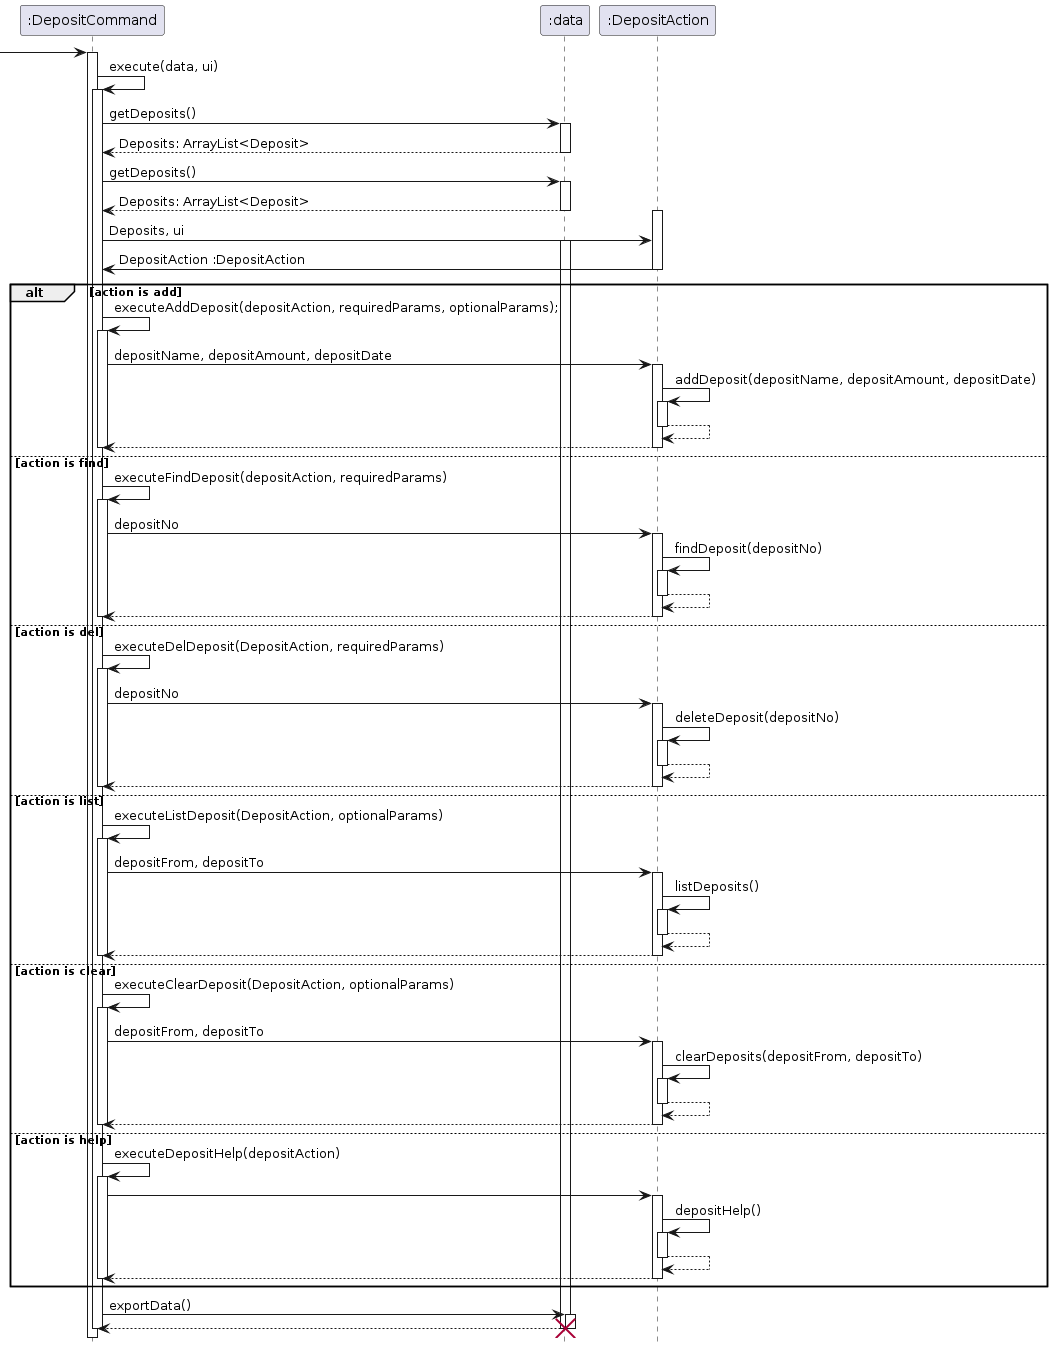 :DepositCommand :data :DepositAction
execute(data, ui)
getDeposits()
Deposits: ArrayList<Deposit>
getDeposits()
Deposits: ArrayList<Deposit>
Deposits, ui
DepositAction :DepositAction
alt [action is add]
executeAddDeposit(depositAction, requiredParams, optionalParams);
depositName, depositAmount, depositDate
addDeposit(depositName, depositAmount, depositDate)
[action is find]
executeFindDeposit(depositAction, requiredParams)
depositNo
findDeposit(depositNo)
[action is del]
executeDelDeposit(DepositAction, requiredParams)
depositNo
deleteDeposit(depositNo)
[action is list]
executeListDeposit(DepositAction, optionalParams)
depositFrom, depositTo
listDeposits()
[action is clear]
executeClearDeposit(DepositAction, optionalParams)
depositFrom, depositTo
clearDeposits(depositFrom, depositTo)
[action is help]
executeDepositHelp(depositAction)
depositHelp()
exportData()